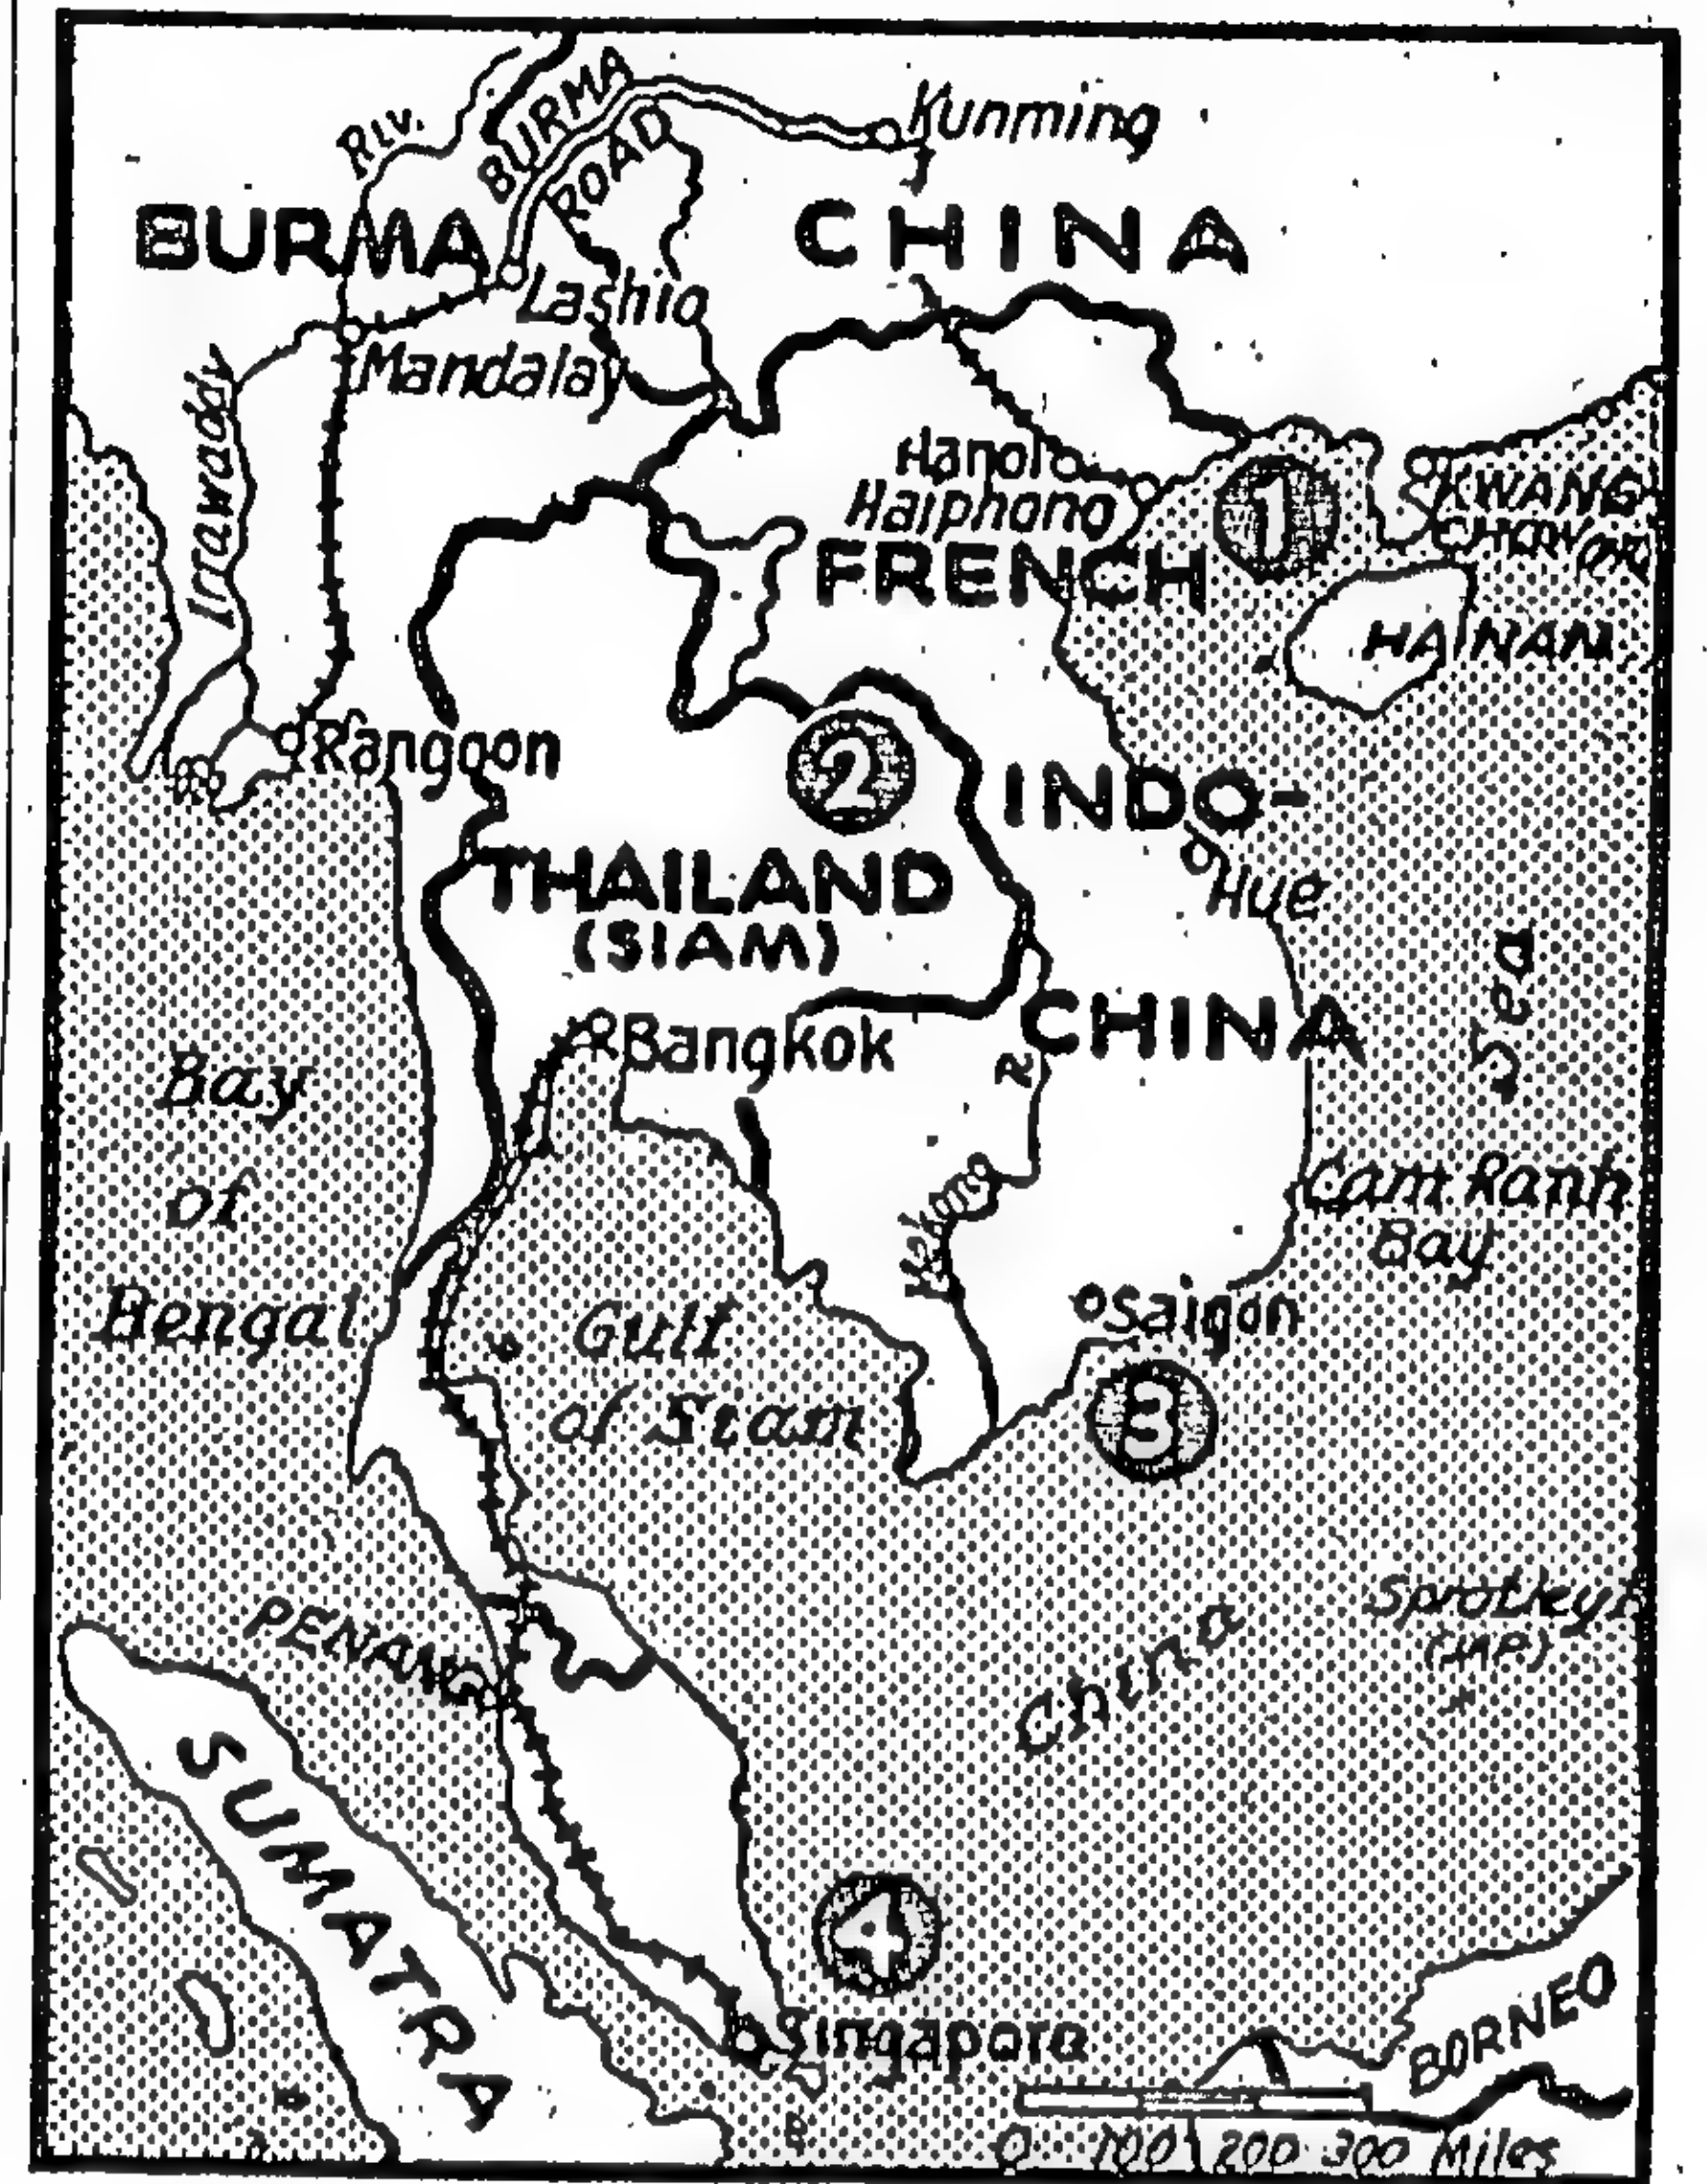 Riv.
BURMA
ROAD
Kunming
BURMA
CHINA
Lashio
Mandalay
Irrawaddy
Hanoi
Haiphong
1
KWANG
CHOW
FRENCH
HAINAN
Rangoon
2
INDO-
THAILAND
(SIAM)
Hue
Sea
CHINA
Bangkok
R
Bay
of
Bengal
Mekong
Cam Ranh
Bay
Saigon
Gulf
of Siam
3
Spratley I
(JAP)
PENANG
China
SUMATRA
4
Singapore
BORNEO
0 100 200 300 Miles